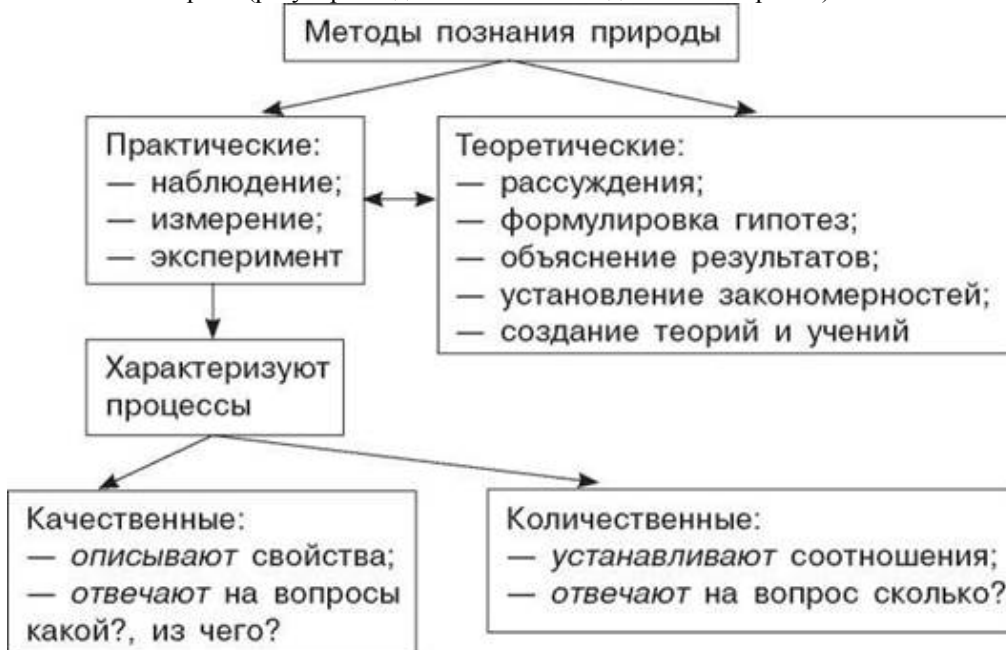 Методы познания природы
Практические:
— наблюдение;
— измерение;
— эксперимент
Теоретические:
— рассуждения;
— формулировка гипотез;
— объяснение результатов;
— установление закономерностей;
— создание теорий и учений
Характеризуют
процессы
Качественные:
— описывают свойства;
— отвечают на вопросы
какой?, из чего?
Количественные:
— устанавливают соотношения;
— отвечают на вопрос сколько?